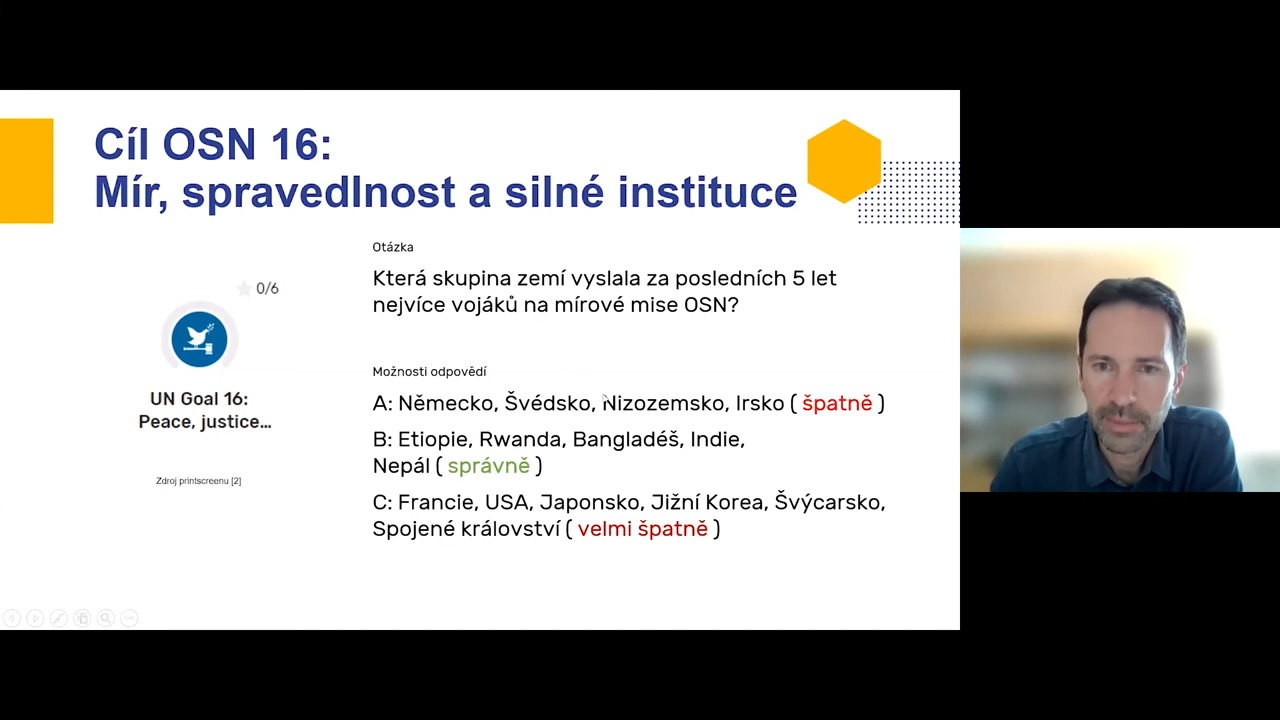 Cíl OSN 16:
Mír, spravedlnost a silné instituce
0/6
UN Goal 16:
Peace, justice...
Zdroj printscreenu [2]
Otázka
Která skupina zemí vyslala za posledních 5 let
nejvíce vojáků na mírové mise OSN?
Možnosti odpovědí
A: Německo, Švédsko, Nizozemsko, Irsko ( špatně )
B: Etiopie, Rwanda, Bangladéš, Indie,
Nepál ( správně )
C: Francie, USA, Japonsko, Jižní Korea, Švýcarsko,
Spojené království ( velmi špatně )